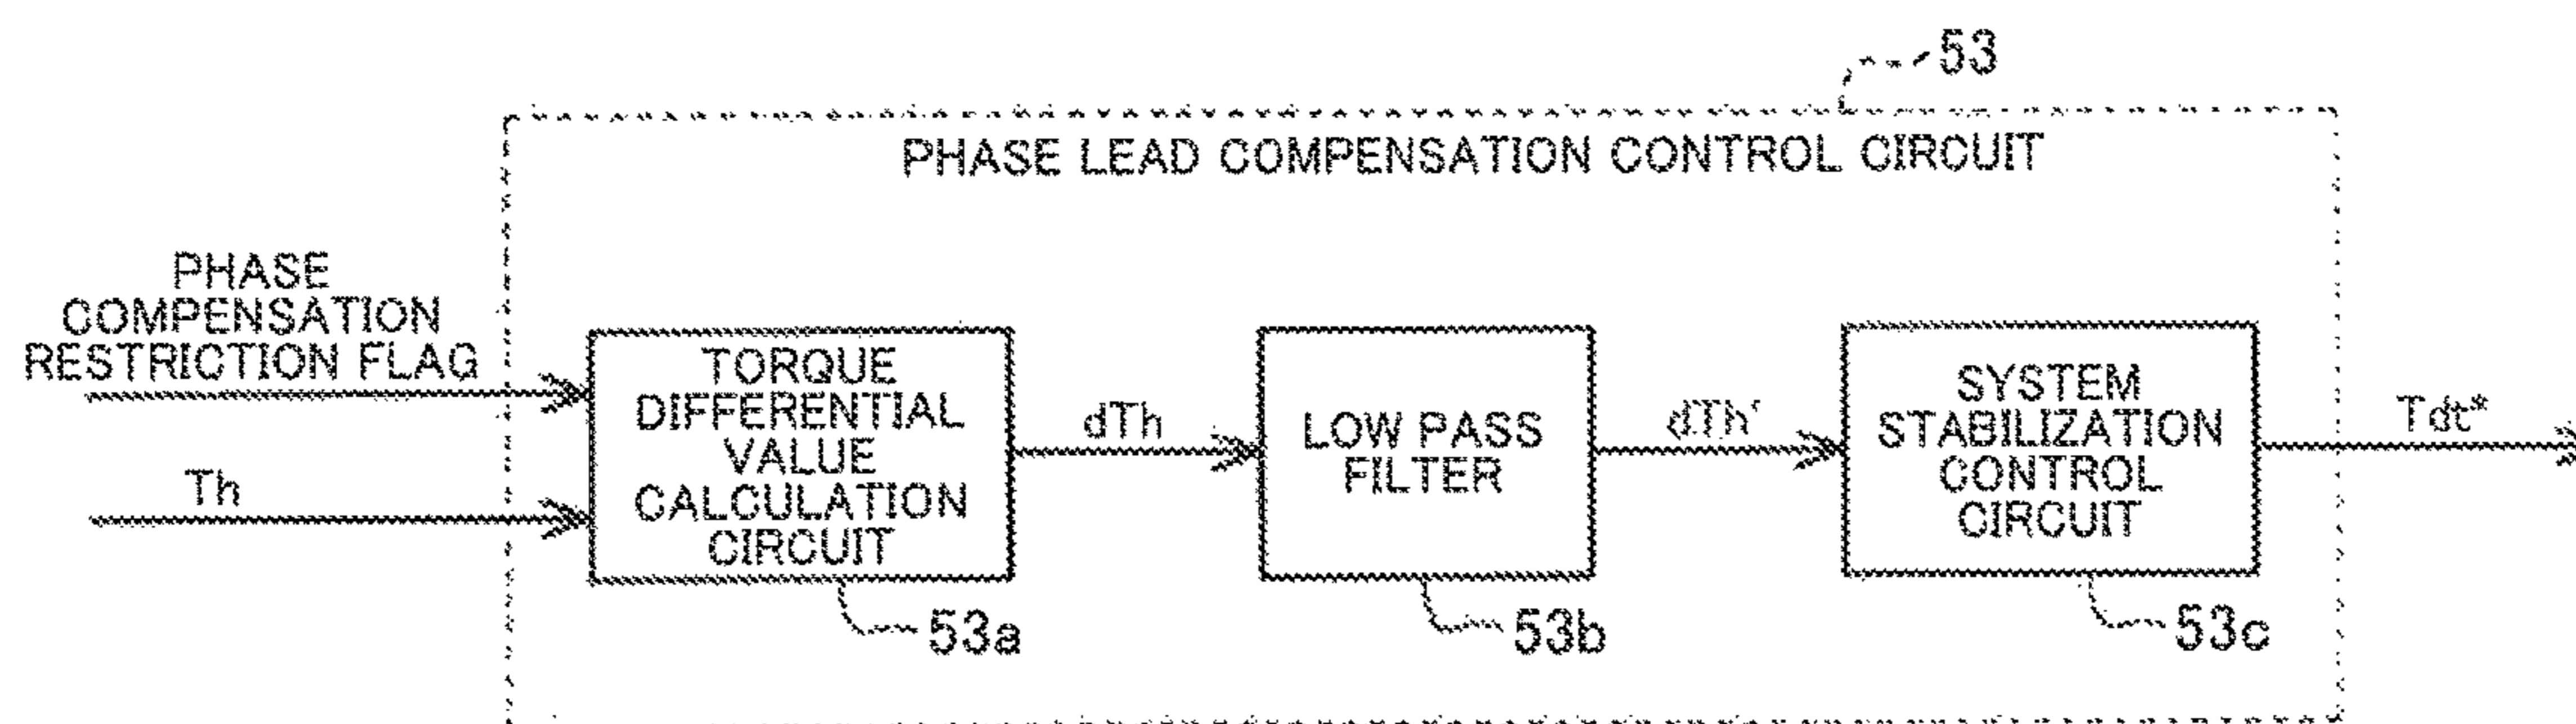 53
PHASE LEAD COMPENSATION CONTROL CIRCUIT
PHASE
COMPENSATION
RESTRICTION FLAG
Th
TORQUE
DIFFERENTIAL
VALUE
CALCULATION
CIRCUIT
53a
dTh
LOW PASS
FILTER
53b
dTh'
SYSTEM
STABILIZATION
CONTROL
CIRCUIT
53c
Tdt*